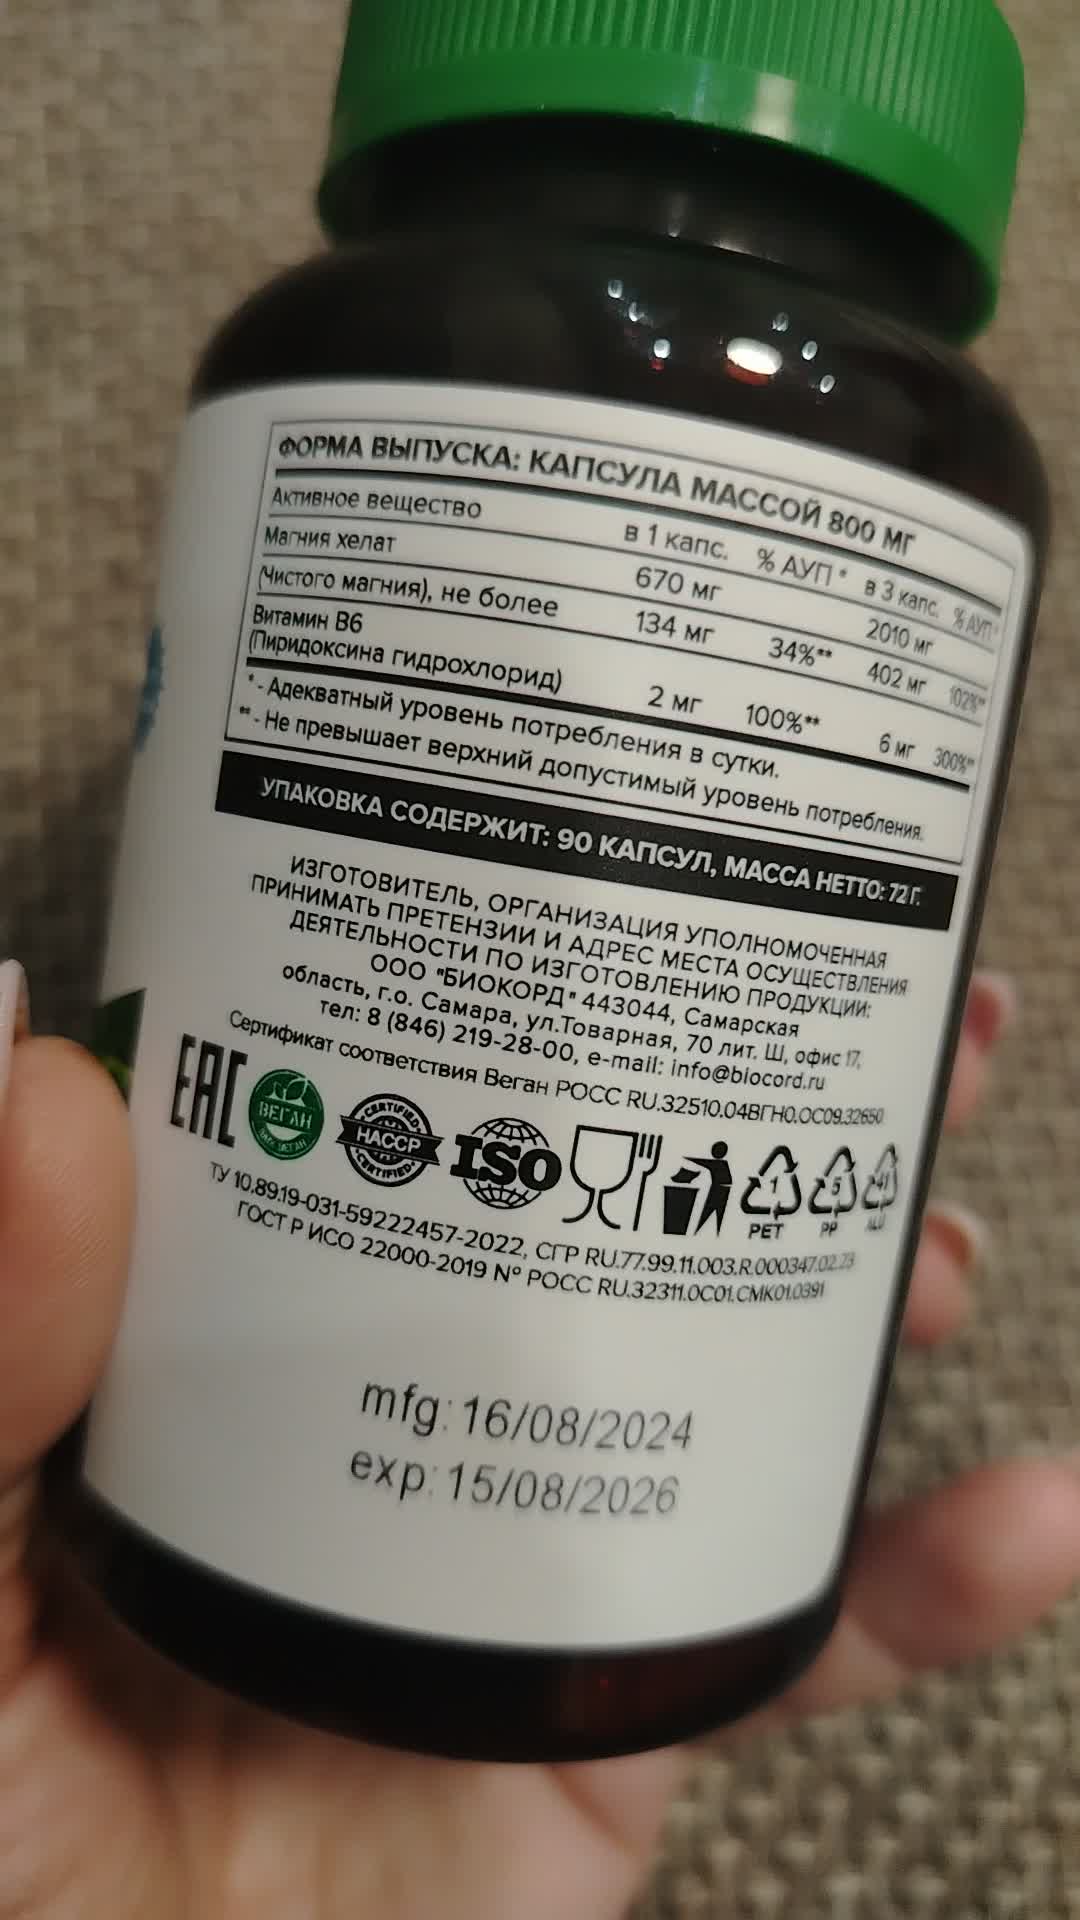 ФОРМА ВЫПУСКА: КАПСУЛА МАССОЙ 800 МГ
Активное вещество в 1 капс. % АУП * в 3 капс. % АУП*
Магния хелат 670 мг 2010 мг
(Чистого магния), не более 134 мг 34%** 402 мг 102%**
Витамин В6
(Пиридоксина гидрохлорид) 2 мг 100%** 6 мг 300%**
* - Адекватный уровень потребления в сутки.
** - Не превышает верхний допустимый уровень потребления.
УПАКОВКА СОДЕРЖИТ: 90 КАПСУЛ, МАССА НЕТТО: 72 Г.
ИЗГОТОВИТЕЛЬ, ОРГАНИЗАЦИЯ УПОЛНОМОЧЕННАЯ
ПРИНИМАТЬ ПРЕТЕНЗИИ И АДРЕС МЕСТА ОСУЩЕСТВЛЕНИЯ
ДЕЯТЕЛЬНОСТИ ПО ИЗГОТОВЛЕНИЮ ПРОДУКЦИИ:
ООО "БИОКОРД" 443044, Самарская
область, г.о. Самара, ул.Товарная, 70 лит. Ш, офис 17,
тел: 8 (846) 219-28-00, e-mail: info@biocord.ru
Сертификат соответствия Веган РОСС RU.32510.04ВГН0.ОС09.32650
ЕАС
ВЕГАН
CERTIFIED
HACCP
CERTIFIED
ISO
1
PET
5
PP
41
ALU
ТУ 10.89.19-031-59222457-2022, СГР RU.77.99.11.003.R.000347.02.23
ГОСТ Р ИСО 22000-2019 № РОСС RU.32311.ОС01.СМК01.0391
mfg: 16/08/2024
exp: 15/08/2026